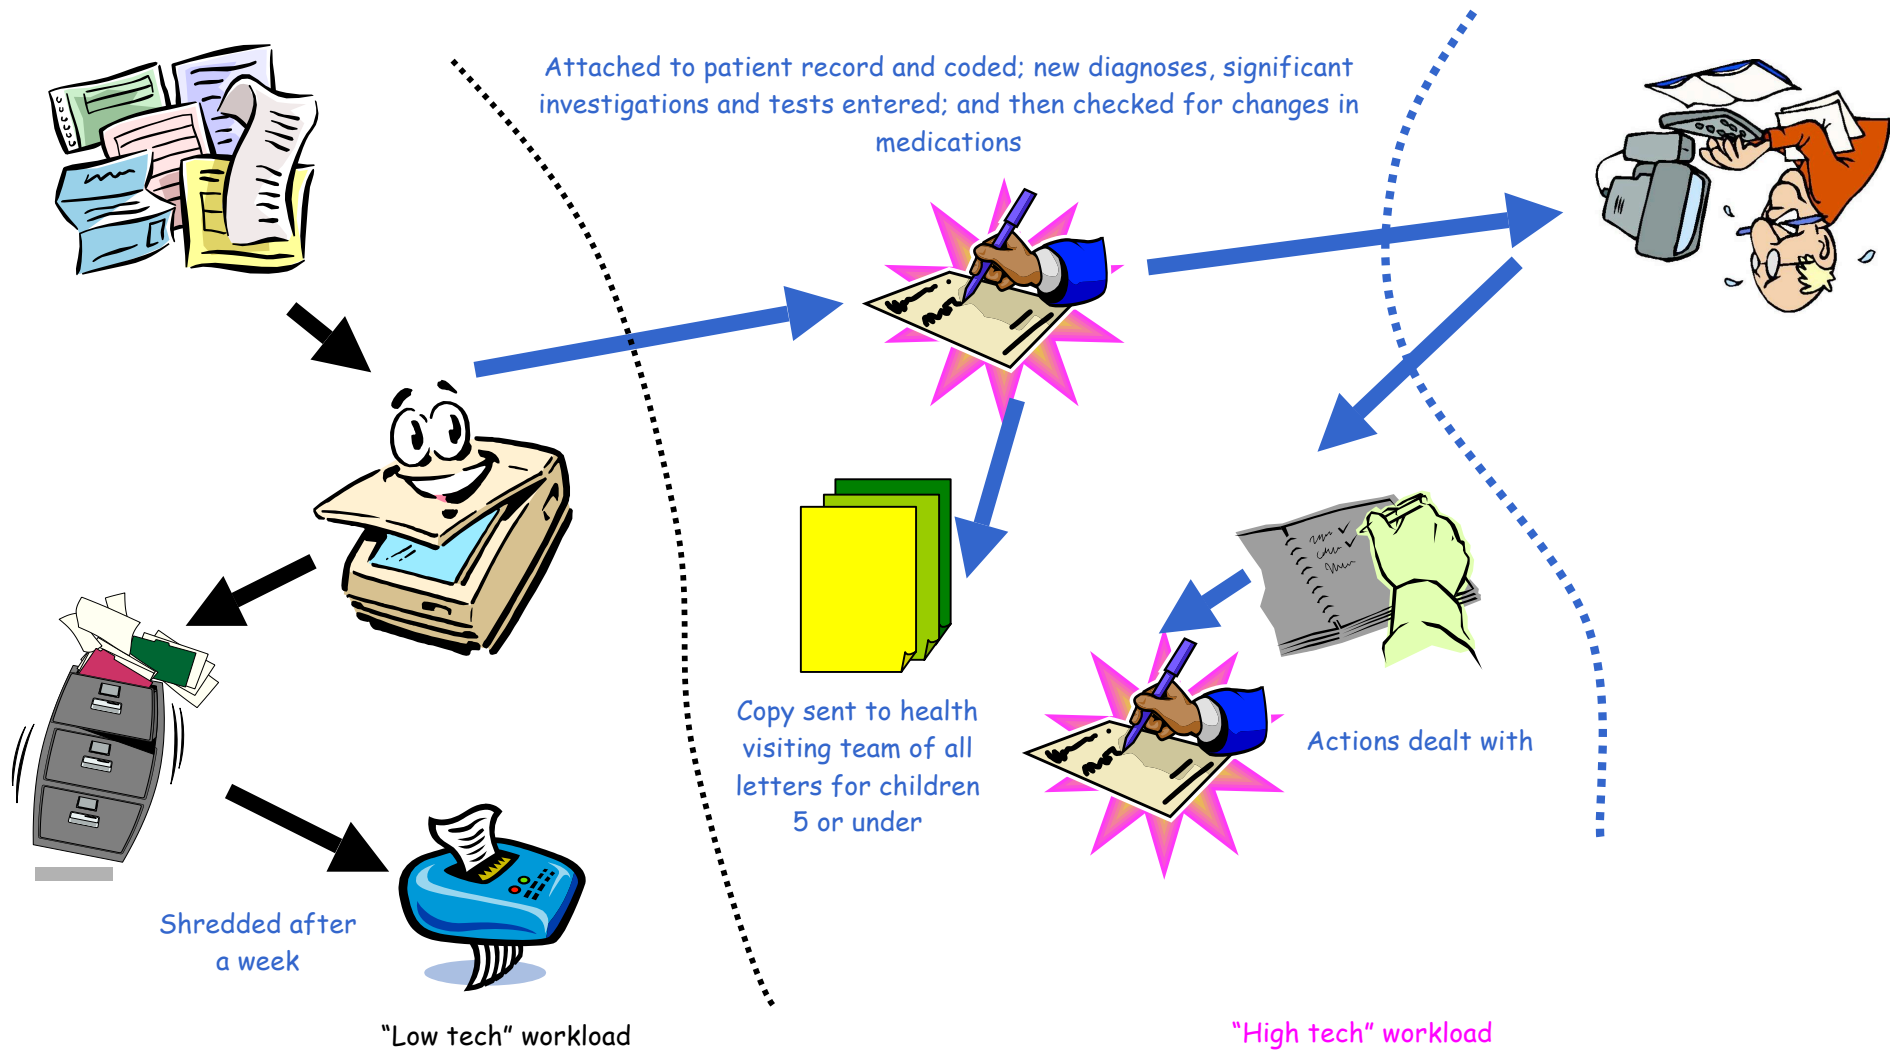 Attached to patient record and coded; new diagnoses, significant
investigations and tests entered; and then checked for changes in
medications
Copy sent to health
visiting team of all
letters for children
5 or under
Actions dealt with
Shredded after
a week
“Low tech” workload
“High tech” workload